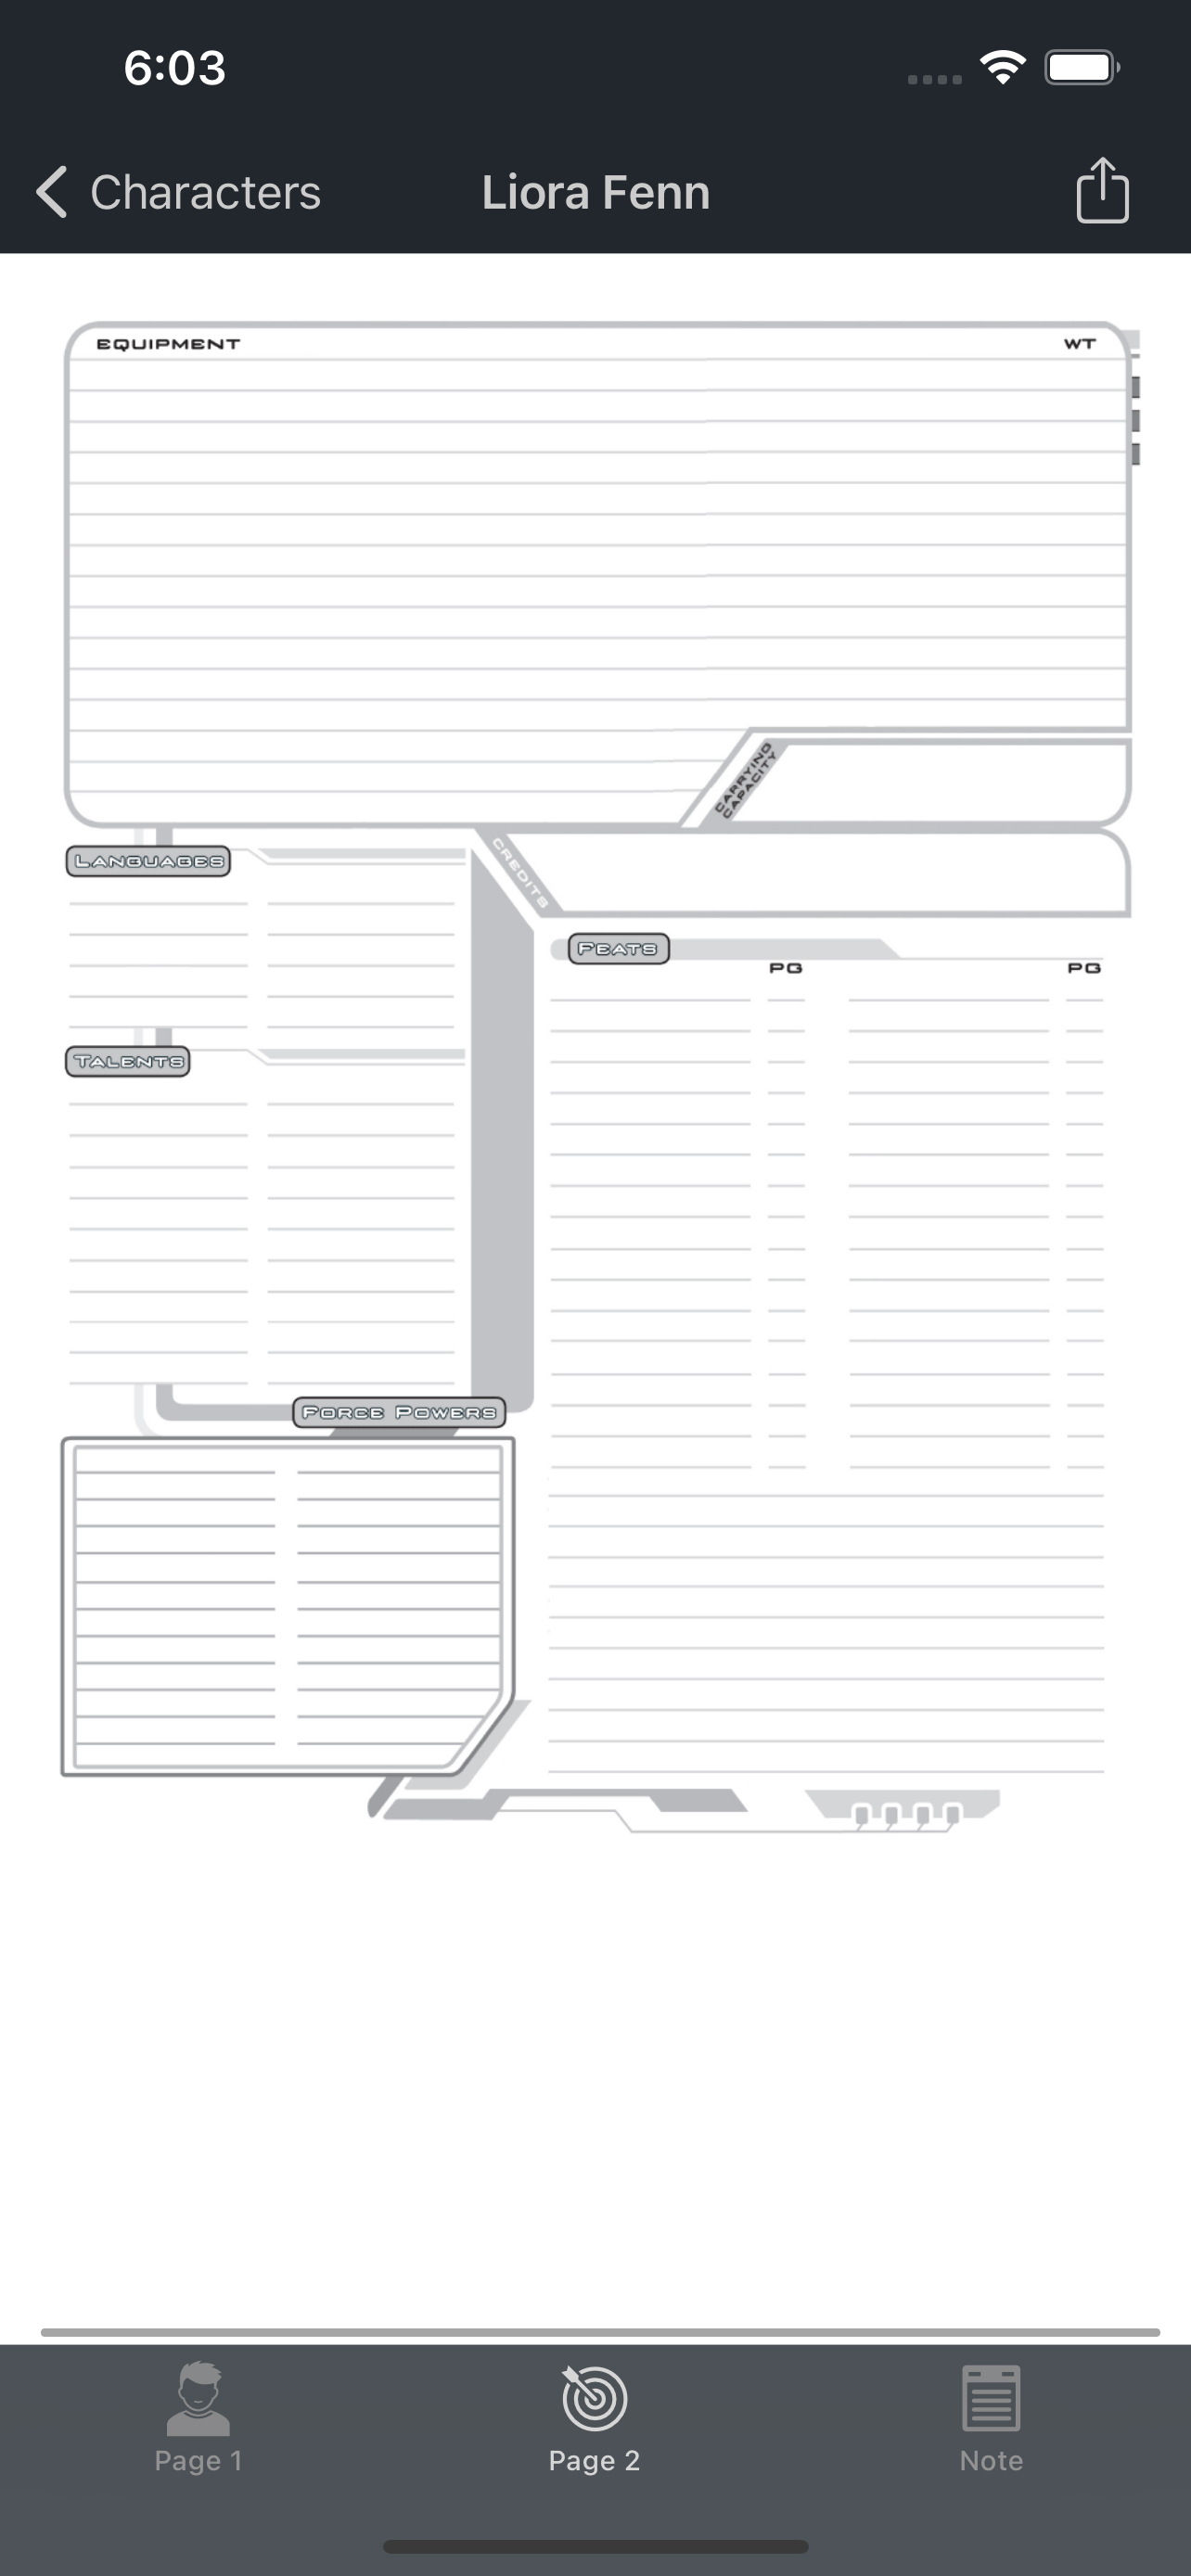 6:03
Characters
Liora Fenn
EQUIPMENT
WT
CARRYING
CAPACITY
CREDITS
LANGUAGES
FEATS
PG
PG
TALENTS
FORCE POWERS
Page 1
Page 2
Note